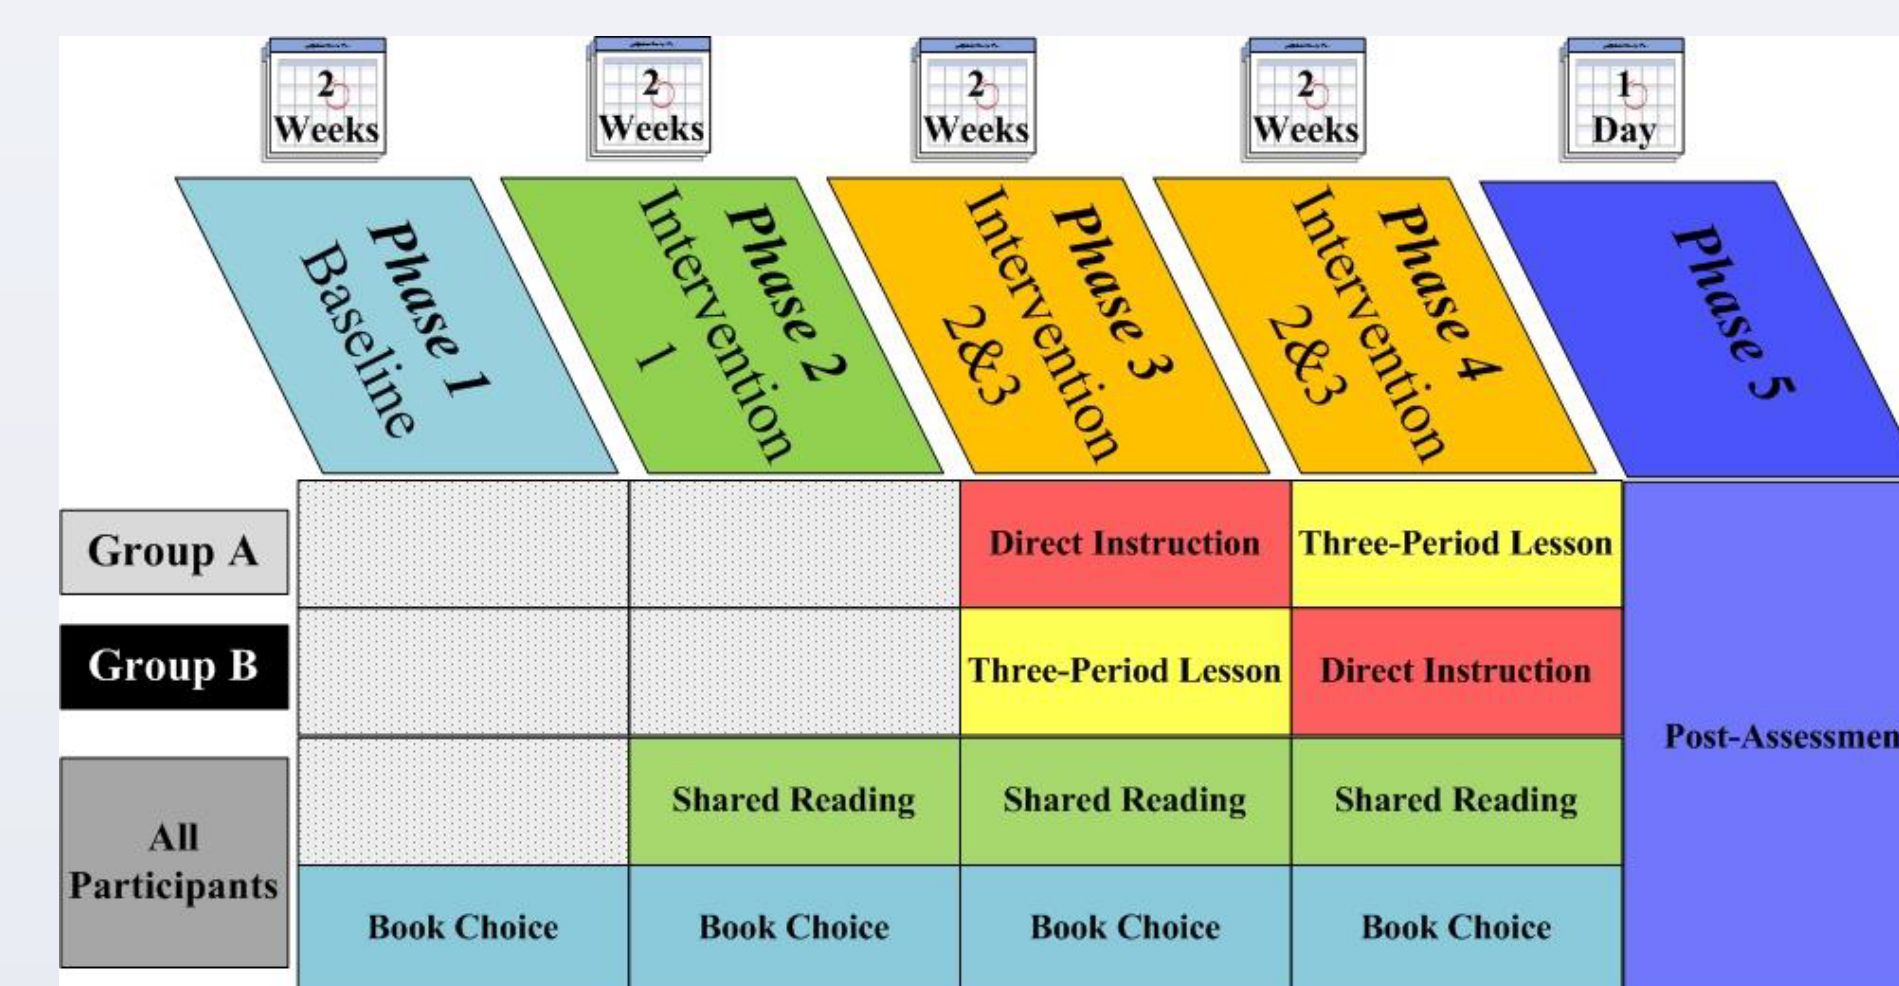 2
Weeks
2
Weeks
2
Weeks
2
Weeks
1
Day
Phase 1
Baseline
Phase 2
Intervention
1
Phase 3
Intervention
2&3
Phase 4
Intervention
2&3
Phase 5
Group A
Direct Instruction
Three-Period Lesson
Group B
Three-Period Lesson
Direct Instruction
Post-Assessmen
All
Participants
Shared Reading
Shared Reading
Shared Reading
Book Choice
Book Choice
Book Choice
Book Choice